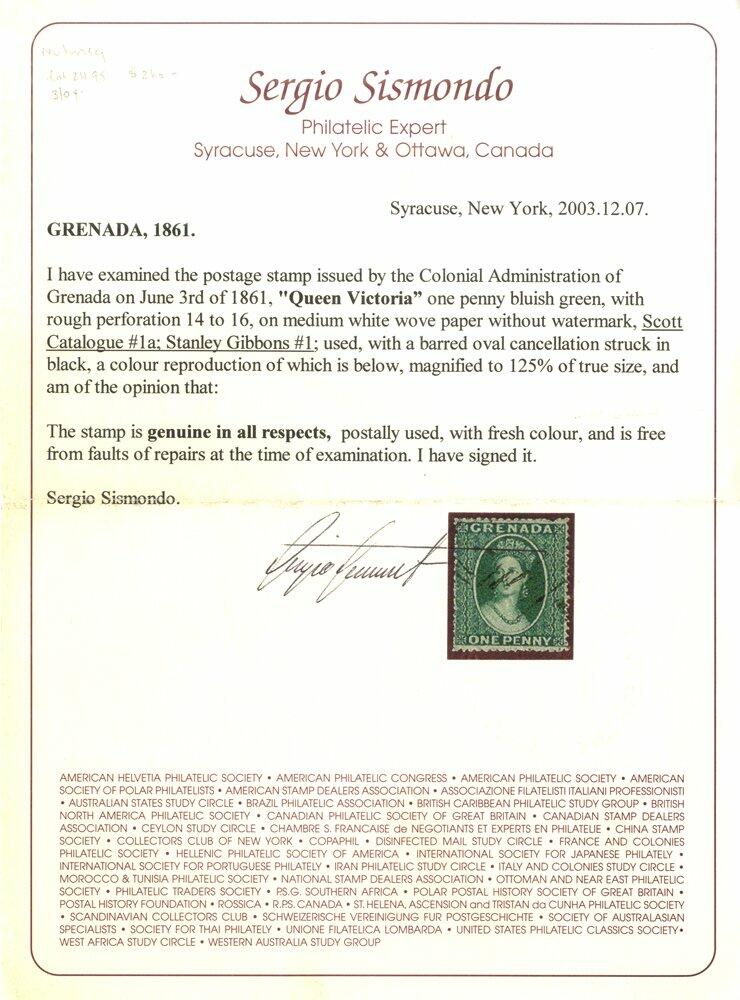 Nutmeg
3/04
Sergio Sismondo
Philatelic Expert
Syracuse, New York & Ottawa, Canada
Syracuse, New York, 2003.12.07.
GRENADA, 1861.
I have examined the postage stamp issued by the Colonial Administration of
Grenada on June 3rd of 1861, "Queen Victoria” one penny bluish green, with
rough perforation 14 to 16, on medium white wove paper without watermark, Scott
Catalogue #1a; Stanley Gibbons #1; used, with a barred oval cancellation struck in
black, a colour reproduction of which is below, magnified to 125% of true size, and
am of the opinion that:
The stamp is genuine in all respects, postally used, with fresh colour, and is free
from faults of repairs at the time of examination. I have signed it.
Sergio Sismondo.
GRENADA
ONE PENNY
AMERICAN HELVETIA PHILATELIC SOCIETY • AMERICAN PHILATELIC CONGRESS • AMERICAN PHILATELIC SOCIETY • AMERICAN
SOCIETY OF POLAR PHILATELISTS • AMERICAN STAMP DEALERS ASSOCIATION • ASSOCIAZIONE FILATELISTI ITALIANI PROFESSIONISTI
• AUSTRALIAN STATES STUDY CIRCLE • BRAZIL PHILATELIC ASSOCIATION • BRITISH CARIBBEAN PHILATELIC STUDY GROUP • BRITISH
NORTH AMERICA PHILATELIC SOCIETY • CANADIAN PHILATELIC SOCIETY OF GREAT BRITAIN • CANADIAN STAMP DEALERS
ASSOCIATION • CEYLON STUDY CIRCLE • CHAMBRE S. FRANCAISE de NEGOTIANTS ET EXPERTS EN PHILATELIE • CHINA STAMP
SOCIETY • COLLECTORS CLUB OF NEW YORK • COPAPHIL • DISINFECTED MAIL STUDY CIRCLE • FRANCE AND COLONIES
PHILATELIC SOCIETY • HELLENIC PHILATELIC SOCIETY OF AMERICA • INTERNATIONAL SOCIETY FOR JAPANESE PHILATELY •
INTERNATIONAL SOCIETY FOR PORTUGUESE PHILATELY • IRAN PHILATELIC STUDY CIRCLE • ITALY AND COLONIES STUDY CIRCLE •
MOROCCO & TUNISIA PHILATELIC SOCIETY • NATIONAL STAMP DEALERS ASSOCIATION • OTTOMAN AND NEAR EAST PHILATELIC
SOCIETY • PHILATELIC TRADERS SOCIETY • P.S.G. SOUTHERN AFRICA • POLAR POSTAL HISTORY SOCIETY OF GREAT BRITAIN •
POSTAL HISTORY FOUNDATION • ROSSICA • R.P.S. CANADA • ST. HELENA, ASCENSION and TRISTAN da CUNHA PHILATELIC SOCIETY
• SCANDINAVIAN COLLECTORS CLUB • SCHWEIZERISCHE VEREINIGUNG FUR POSTGESCHICHTE • SOCIETY OF AUSTRALASIAN
SPECIALISTS • SOCIETY FOR THAI PHILATELY • UNIONE FILATELICA LOMBARDA • UNITED STATES PHILATELIC CLASSICS SOCIETY•
WEST AFRICA STUDY CIRCLE • WESTERN AUSTRALIA STUDY GROUP